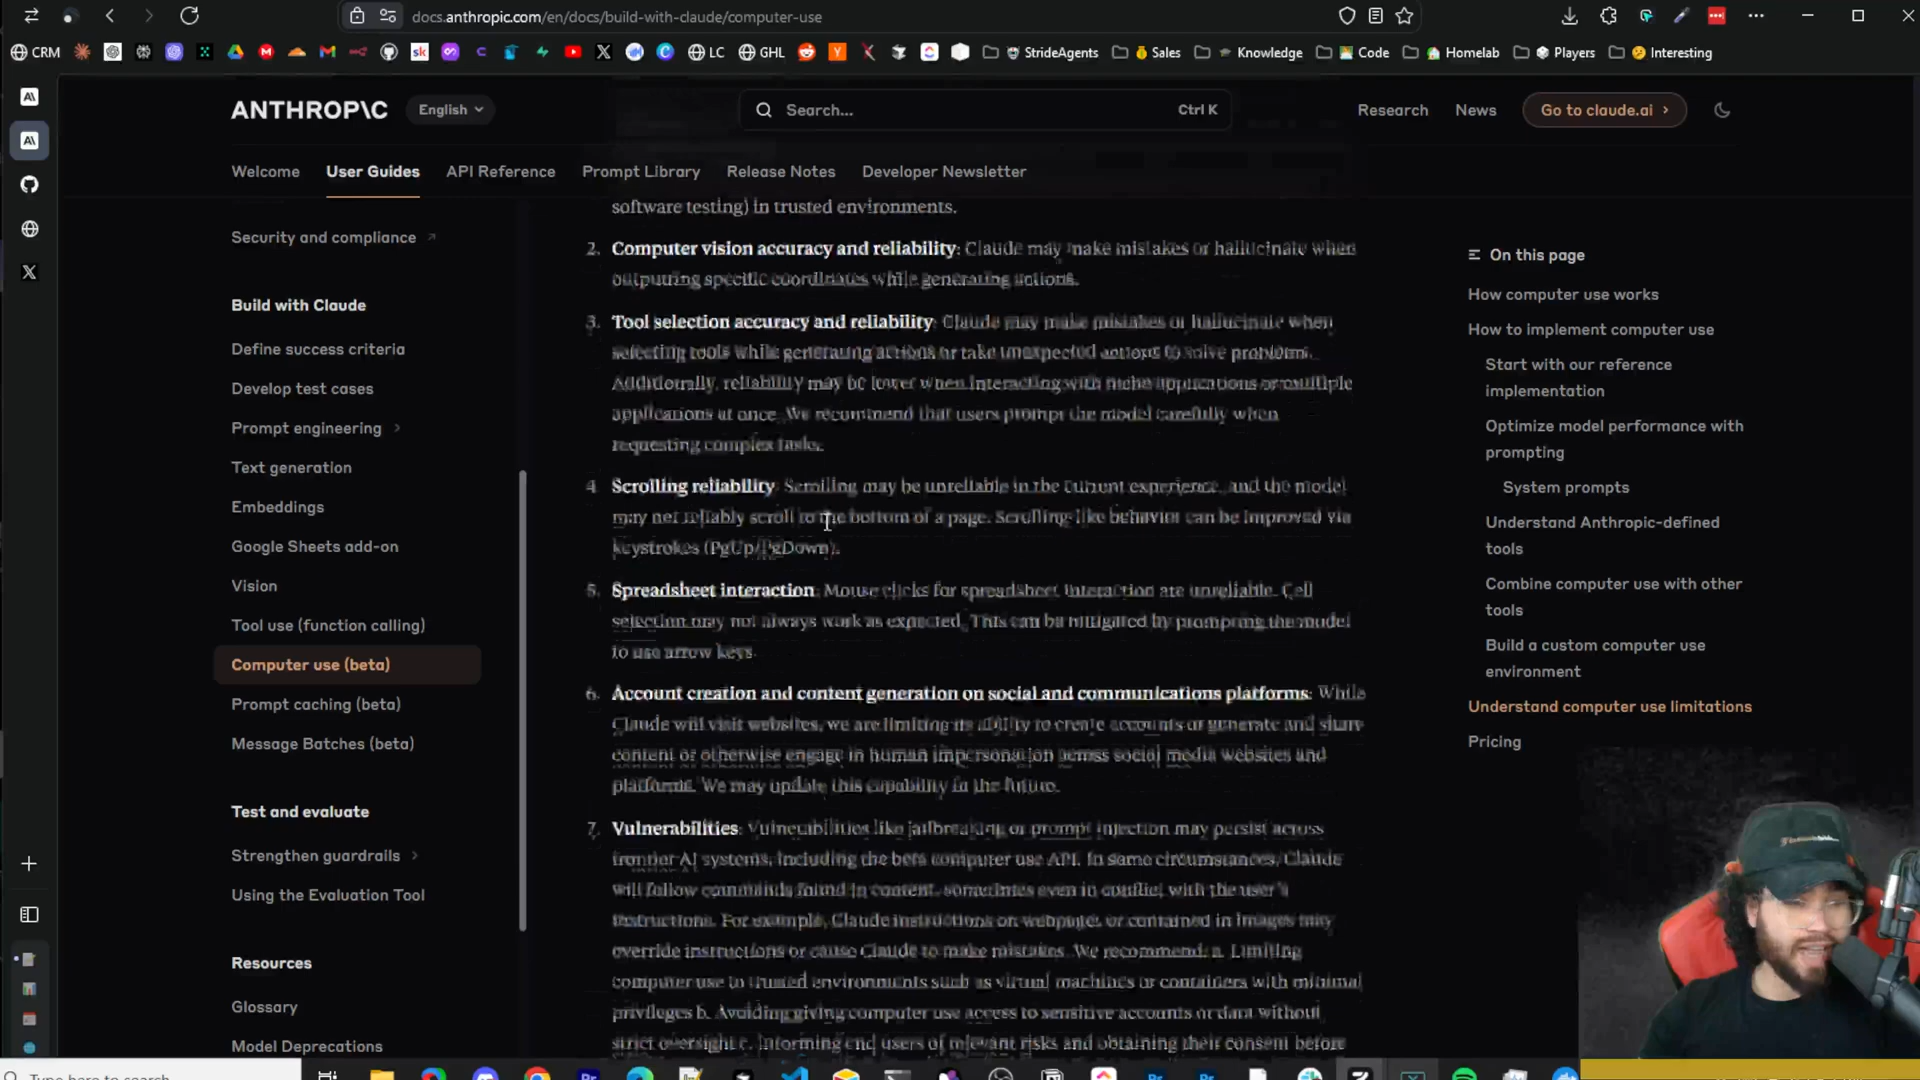 docs.anthropic.com/en/docs/build-with-claude/computer-use
CRM
LC
GHL
StrideAgents
Sales
Knowledge
Code
Homelab
Players
Interesting
ANTHROP\C
English
Search...
Ctrl K
Research
News
Go to claude.ai
Welcome
User Guides
API Reference
Prompt Library
Release Notes
Developer Newsletter
Security and compliance
Build with Claude
Define success criteria
Develop test cases
Prompt engineering
Text generation
Embeddings
Google Sheets add-on
Vision
Tool use (function calling)
Computer use (beta)
Prompt caching (beta)
Message Batches (beta)
Test and evaluate
Strengthen guardrails
Using the Evaluation Tool
Resources
Glossary
Model Deprecations
software testing) in trusted environments.
2. Computer vision accuracy and reliability: Claude may make mistakes or hallucinate when
outputting specific coordinates while generating actions.
3. Tool selection accuracy and reliability: Claude may make mistakes or hallucinate when
selecting tools while generating actions or take unexpected actions to solve problems.
Additionally, reliability may be lower when interacting with niche applications or multiple
applications at once. We recommend that users prompt the model carefully when
requesting complex tasks.
4. Scrolling reliability: Scrolling may be unreliable in the current experience, and the model
may not reliably scroll to the bottom of a page. Scrolling-like behavior can be improved via
keystrokes (PgUp/PgDown).
5. Spreadsheet interaction: Mouse clicks for spreadsheet interaction are unreliable. Cell
selection may not always work as expected. This can be mitigated by prompting the model
to use arrow keys.
6. Account creation and content generation on social and communications platforms: While
Claude will visit websites, we are limiting its ability to create accounts or generate and share
content or otherwise engage in human impersonation across social media websites and
platforms. We may update this capability in the future.
7. Vulnerabilities: Vulnerabilities like jailbreaking or prompt injection may persist across
frontier AI systems, including the beta computer use API. In some circumstances, Claude
will follow commands found in content, sometimes even in conflict with the user's
instructions. For example, Claude instructions on webpages or contained in images may
override instructions or cause Claude to make mistakes. We recommend: a. Limiting
computer use to trusted environments such as virtual machines or containers with minimal
privileges b. Avoiding giving computer use access to sensitive accounts or data without
strict oversight c. Informing end users of relevant risks and obtaining their consent before
On this page
How computer use works
How to implement computer use
Start with our reference
implementation
Optimize model performance with
prompting
System prompts
Understand Anthropic-defined
tools
Combine computer use with other
tools
Build a custom computer use
environment
Understand computer use limitations
Pricing
Type here to search